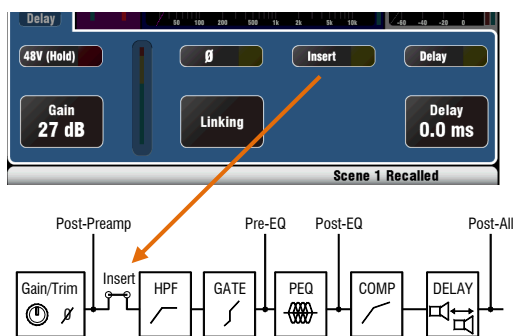 Delay
50 100 200 500 1k 2k 5k 10k
-60 -40 -20 0
48V (Hold) Ø Insert Delay
Gain
27 dB
Linking
Delay
0.0 ms
Scene 1 Recalled
Post-Preamp Pre-EQ Post-EQ Post-All
Gain/Trim Insert HPF GATE PEQ COMP DELAY
Ø